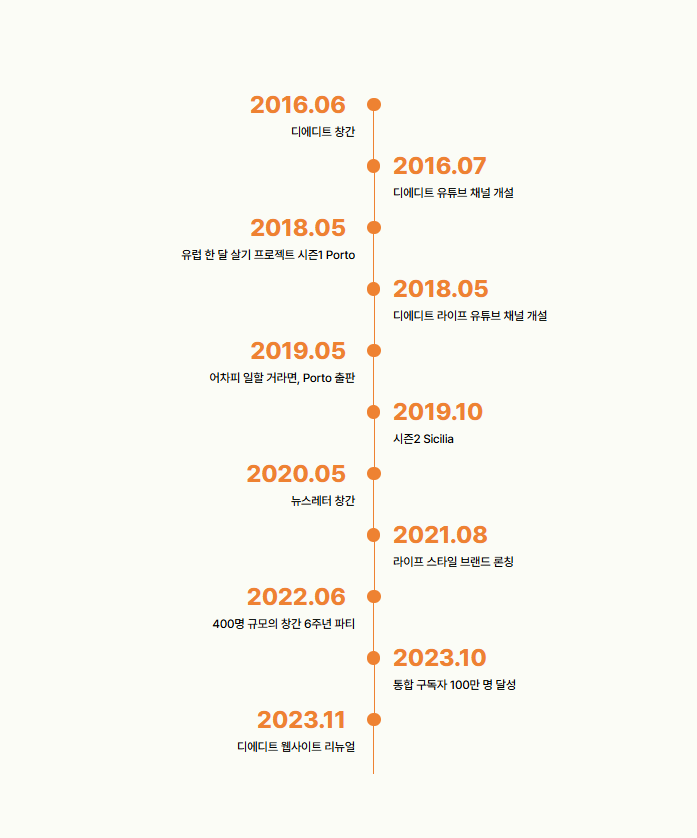 2016.06
디에디트 창간
2016.07
디에디트 유튜브 채널 개설
2018.05
유럽 한 달 살기 프로젝트 시즌1 Porto
2018.05
디에디트 라이프 유튜브 채널 개설
2019.05
어차피 일할 거라면, Porto 출판
2019.10
시즌2 Sicilia
2020.05
뉴스레터 창간
2021.08
라이프 스타일 브랜드 론칭
2022.06
400명 규모의 창간 6주년 파티
2023.10
통합 구독자 100만 명 달성
2023.11
디에디트 웹사이트 리뉴얼